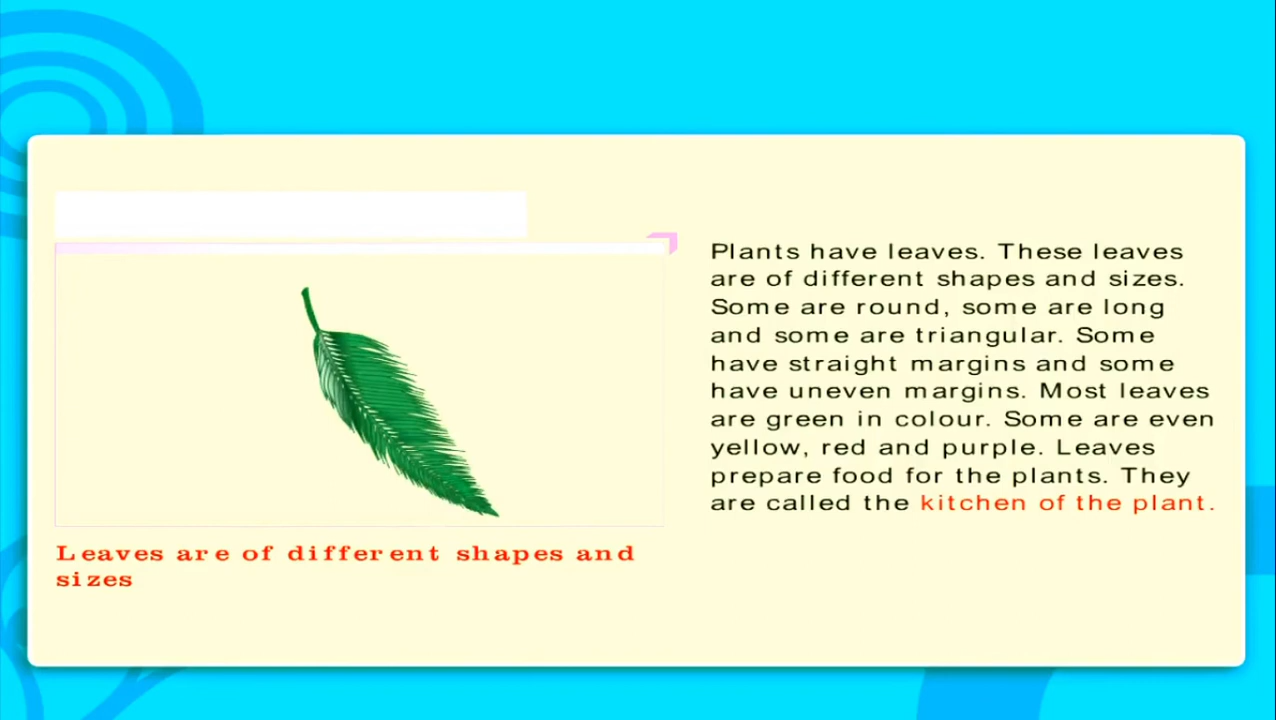 Plants have leaves. These leaves
are of different shapes and sizes.
Some are round, some are long
and some are triangular. Some
have straight margins and some
have uneven margins. Most leaves
are green in colour. Some are even
yellow, red and purple. Leaves
prepare food for the plants. They
are called the kitchen of the plant.
Leaves are of different shapes and
sizes